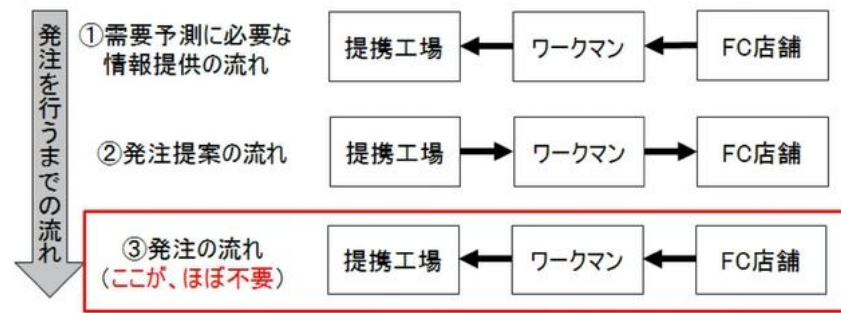 発注を行うまでの流れ
①需要予測に必要な
情報提供の流れ
提携工場
ワークマン
FC店舗
②発注提案の流れ
提携工場
ワークマン
FC店舗
③発注の流れ
（ここが、ほぼ不要）
提携工場
ワークマン
FC店舗